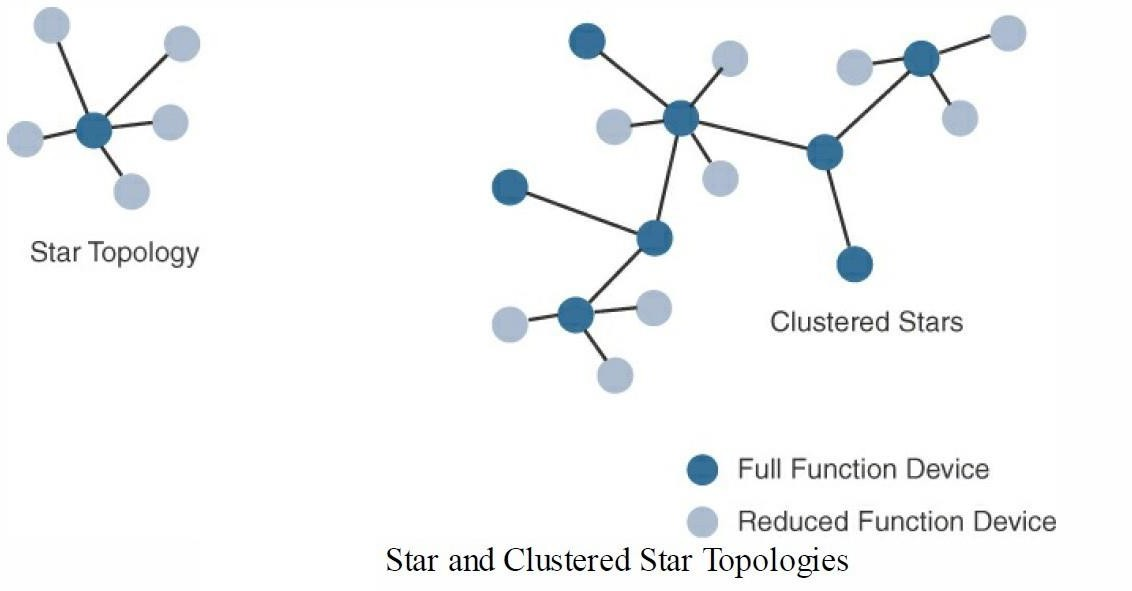 Star Topology
Clustered Stars
Full Function Device
Reduced Function Device
Star and Clustered Star Topologies